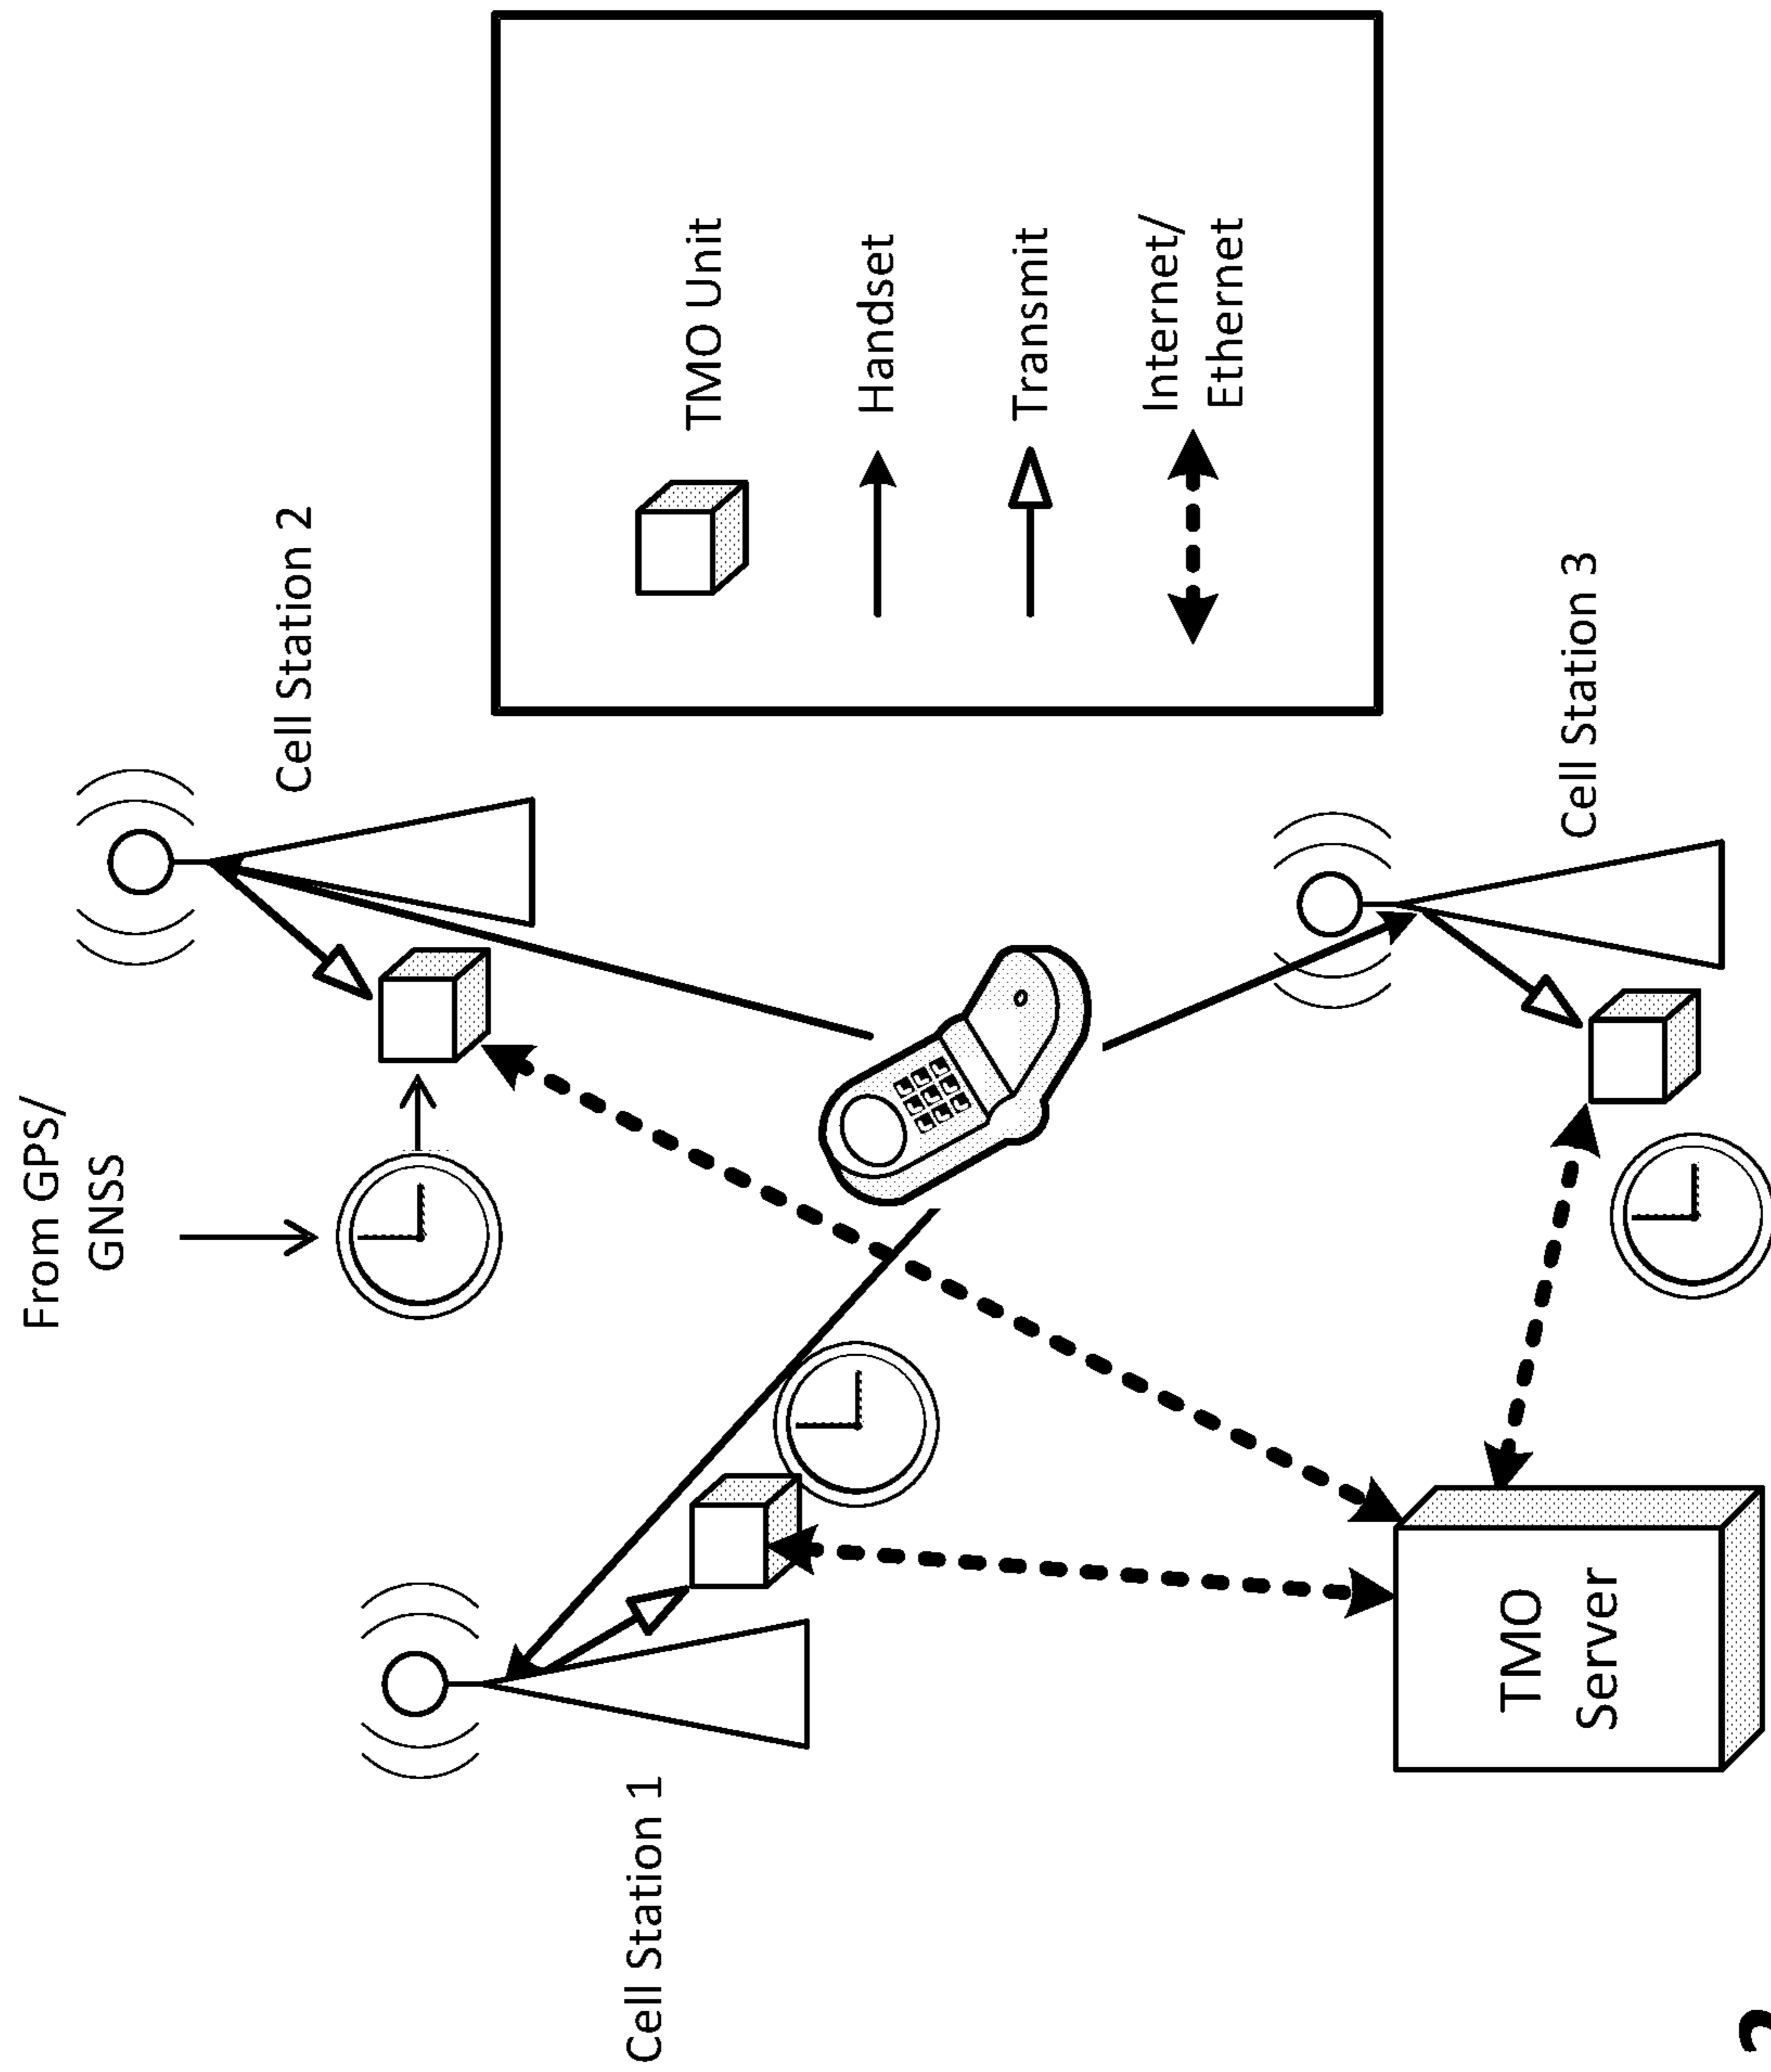 From GPS/
GNSS
Cell Station 2
Cell Station 1
TMO Unit
Handset
Transmit
Internet/
Ethernet
Cell Station 3
TMO
Server